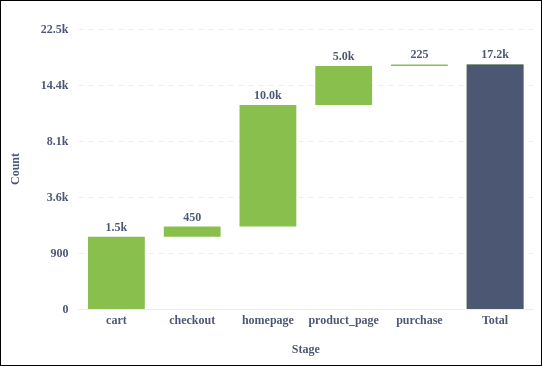 22.5k
14.4k
8.1k
3.6k
900
0
Count
1.5k
450
10.0k
5.0k
225
17.2k
cart
checkout
homepage
product_page
purchase
Total
Stage